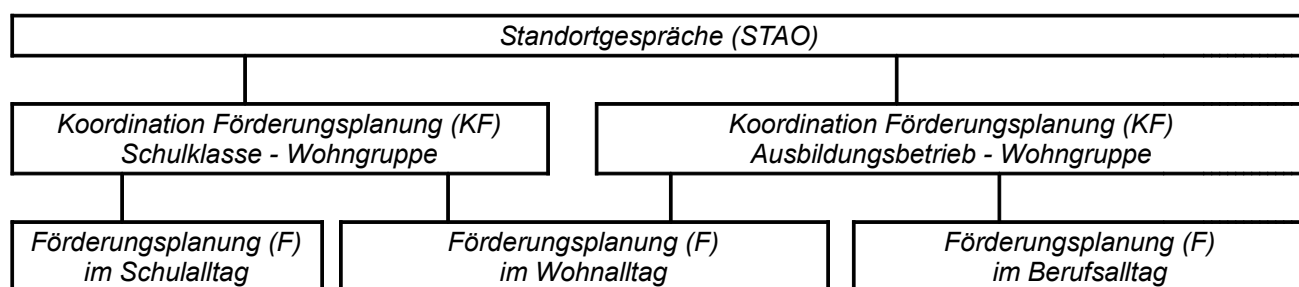 Standortgespräche (STAO)
Koordination Förderungsplanung (KF)
Schulklasse - Wohngruppe
Koordination Förderungsplanung (KF)
Ausbildungsbetrieb - Wohngruppe
Förderungsplanung (F)
im Schulalltag
Förderungsplanung (F)
im Wohnalltag
Förderungsplanung (F)
im Berufsalltag